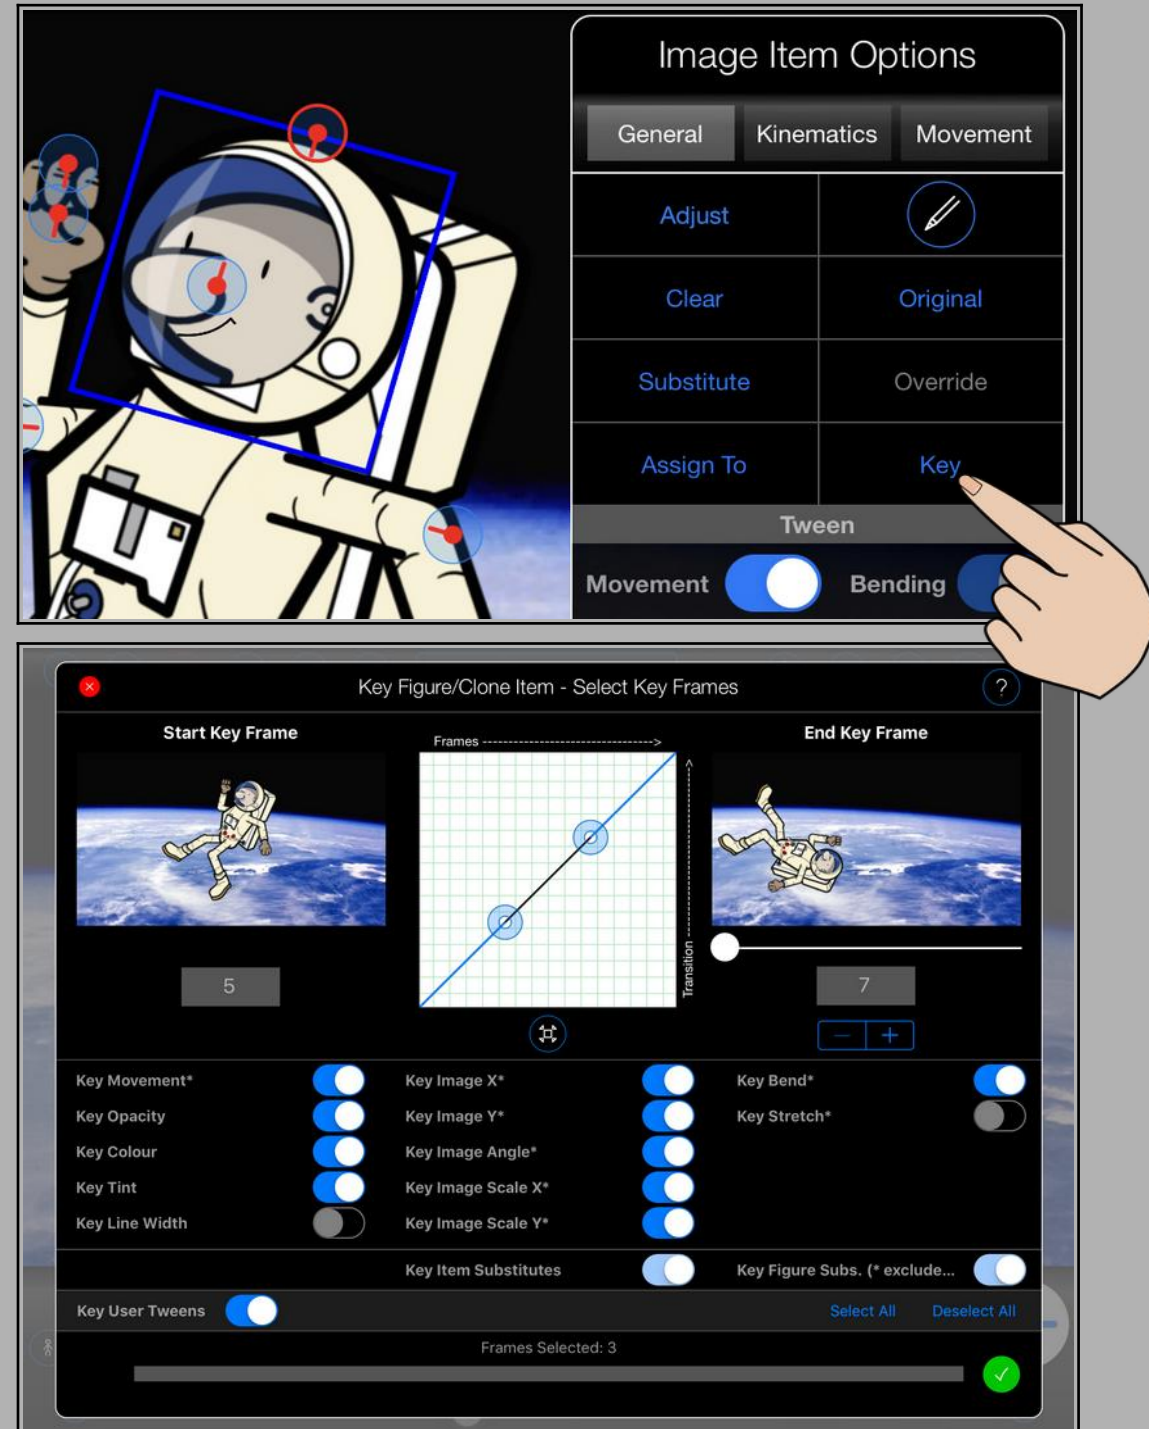 Image Item Options
General Kinematics Movement
Adjust
Clear Original
Substitute Override
Assign To Key
Tween
Movement Bending
Key Figure/Clone Item - Select Key Frames ?
Start Key Frame End Key Frame
Frames ------------------------------->
Transition ------------------------------->
5 7
− +
Key Movement* Key Image X* Key Bend*
Key Opacity Key Image Y* Key Stretch*
Key Colour Key Image Angle*
Key Tint Key Image Scale X*
Key Line Width Key Image Scale Y*
Key Item Substitutes Key Figure Subs. (* exclude...
Key User Tweens Select All Deselect All
Frames Selected: 3